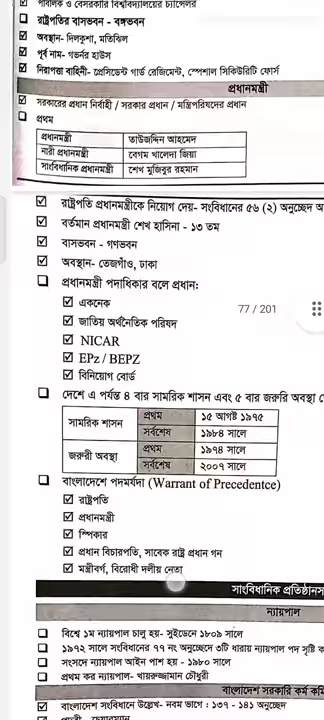 পাবলিক ও বেসরকারি বিশ্ববিদ্যালয়ের চ্যান্সেলর
রাষ্ট্রপতির বাসভবন - বঙ্গভবন
অবস্থান- দিলকুশা, মতিঝিল
পূর্ব নাম- গভর্নর হাউস
নিরাপত্তা বাহিনী- প্রেসিডেন্ট গার্ড রেজিমেন্ট, স্পেশাল সিকিউরিটি ফোর্স
প্রধানমন্ত্রী
সরকারের প্রধান নির্বাহী / সরকার প্রধান / মন্ত্রিপরিষদের প্রধান
প্রথম
প্রধানমন্ত্রী তাউজদ্দিন আহমেদ
নারী প্রধানমন্ত্রী বেগম খালেদা জিয়া
সাংবিধানিক প্রধানমন্ত্রী শেখ মুজিবুর রহমান
রাষ্ট্রপতি প্রধানমন্ত্রীকে নিয়োগ দেয়- সংবিধানের ৫৬ (২) অনুচ্ছেদ অ
বর্তমান প্রধানমন্ত্রী শেখ হাসিনা - ১৩ তম
বাসভবন - গণভবন
অবস্থান- তেজগাঁও, ঢাকা
প্রধানমন্ত্রী পদাধিকার বলে প্রধান:
একনেক
77 / 201
জাতিয় অর্থনৈতিক পরিষদ
NICAR
EPz / BEPZ
বিনিয়োগ বোর্ড
দেশে এ পর্যন্ত ৪ বার সামরিক শাসন এবং ৫ বার জরুরি অবস্থা
সামরিক শাসন প্রথম ১৫ আগষ্ট ১৯৭৫
সর্বশেষ ১৯৮৪ সালে
জরুরী অবস্থা প্রথম ১৯৭৪ সালে
সর্বশেষ ২০০৭ সালে
বাংলাদেশে পদমর্যদা (Warrant of Precedentce)
রাষ্ট্রপতি
প্রধানমন্ত্রী
স্পিকার
প্রধান বিচারপতি, সাবেক রাষ্ট্র প্রধান গন
মন্ত্রীবর্গ, বিরোধী দলীয় নেতা
সাংবিধানিক প্রতিষ্ঠানস
ন্যায়পাল
বিশ্বে ১ম ন্যায়পাল চালু হয়- সুইডেনে ১৮০৯ সালে
১৯৭২ সালে সংবিধানের ৭৭ নং অনুচ্ছেদে ৩টি ধারায় ন্যায়পাল পদ সৃষ্টি ক
সংসদে ন্যায়পাল আইন পাশ হয় - ১৯৮০ সালে
প্রথম কর ন্যায়পাল- খায়রুজ্জামান চৌধুরী
বাংলাদেশ সরকারি কর্ম কমি
বাংলাদেশ সংবিধানে উল্লেখ- নবম ভাগে : ১৩৭ - ১৪১ অনুচ্ছেদে